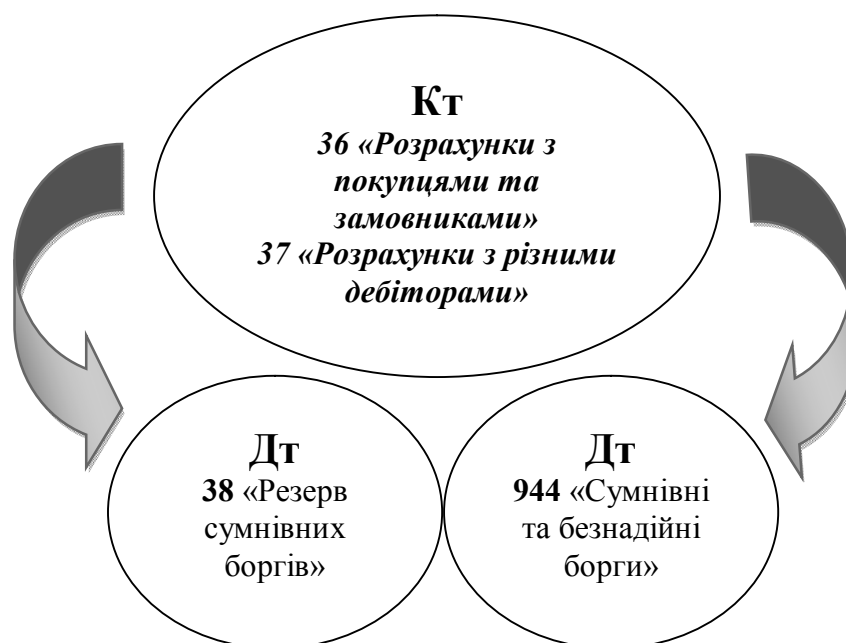 Кт
36 «Розрахунки з
покупцями та
замовниками»
37 «Розрахунки з різними
дебіторами»
Дт
38 «Резерв
сумнівних
боргів»
Дт
944 «Сумнівні
та безнадійні
борги»